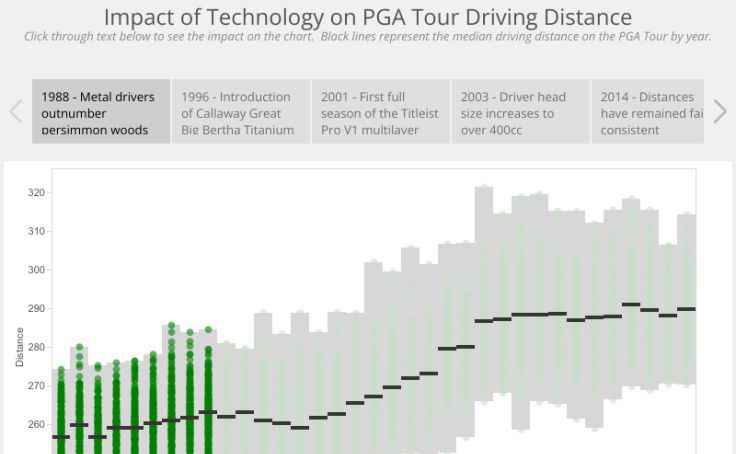 Impact of Technology on PGA Tour Driving Distance
Click through text below to see the impact on the chart.  Black lines represent the median driving distance on the PGA Tour by year.
1988 - Metal drivers
outnumber
persimmon woods
1996 - Introduction
of Callaway Great
Big Bertha Titanium
2001 - First full
season of the Titleist
Pro V1 multilayer
2003 - Driver head
size increases to
over 400cc
2014 - Distances
have remained fai
consistent
320
310
300
290
280
270
260
Distance